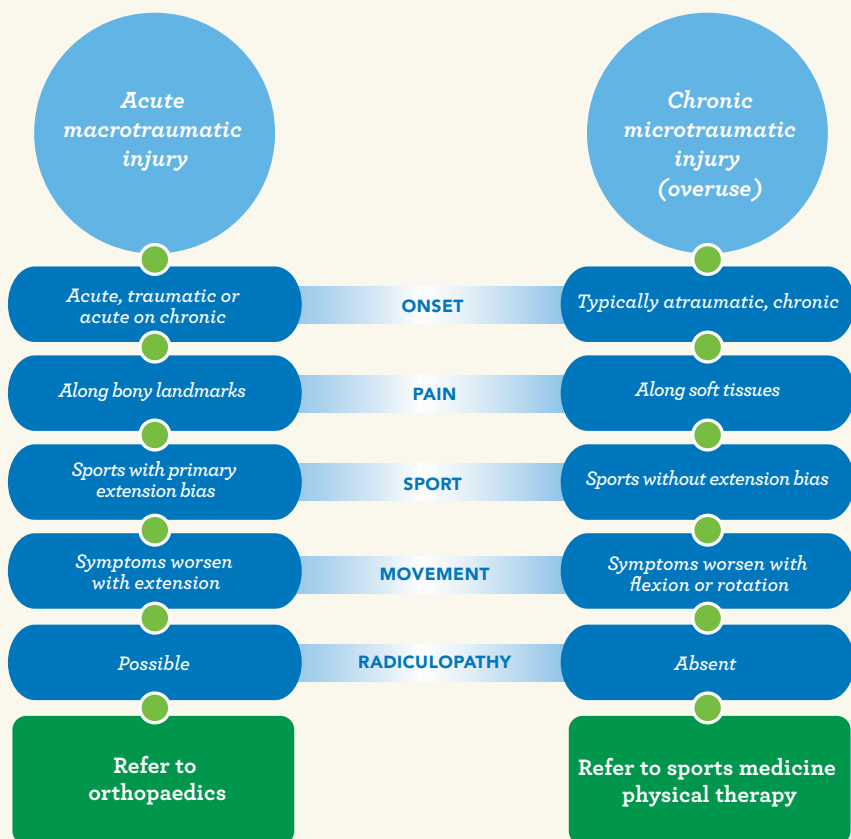 Acute
macrotraumatic
injury
Chronic
microtraumatic
injury
(overuse)
Acute, traumatic or
acute on chronic
ONSET
Typically atraumatic, chronic
Along bony landmarks
PAIN
Along soft tissues
Sports with primary
extension bias
SPORT
Sports without extension bias
Symptoms worsen
with extension
MOVEMENT
Symptoms worsen with
flexion or rotation
Possible
RADICULOPATHY
Absent
Refer to
orthopaedics
Refer to sports medicine
physical therapy